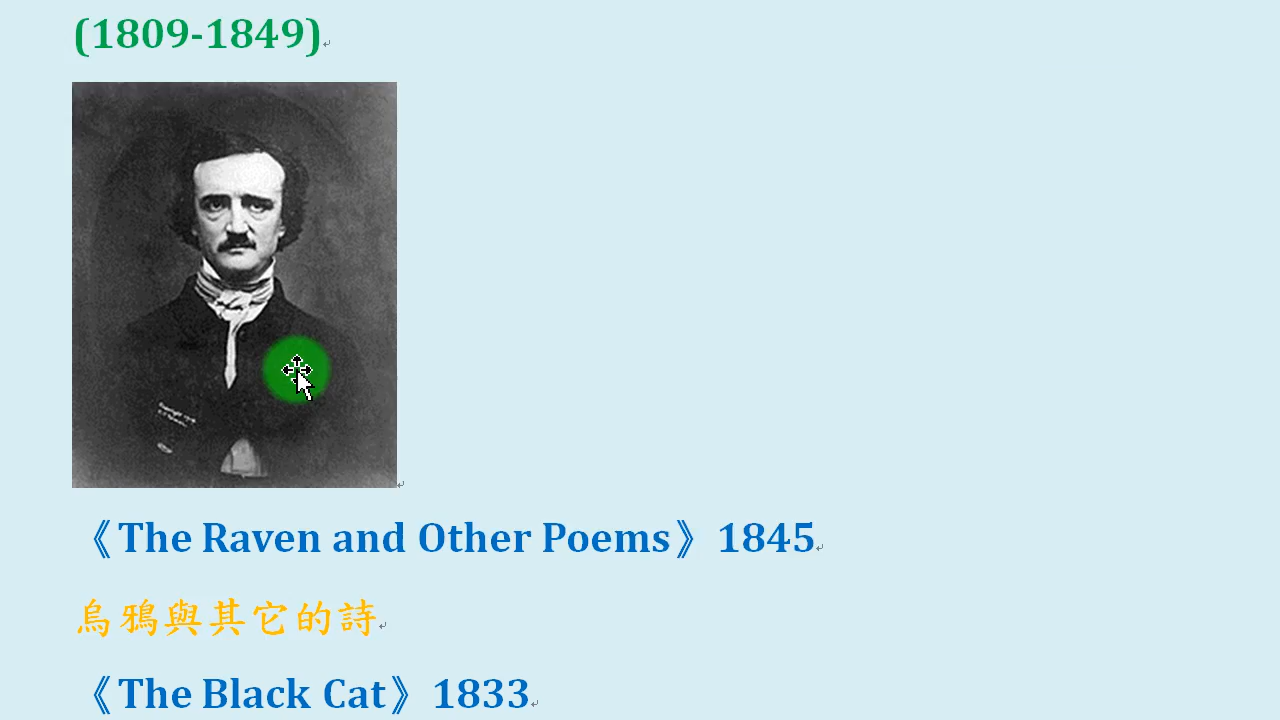 (1809-1849)
《The Raven and Other Poems》1845
烏鴉與其它的詩
《The Black Cat》1833